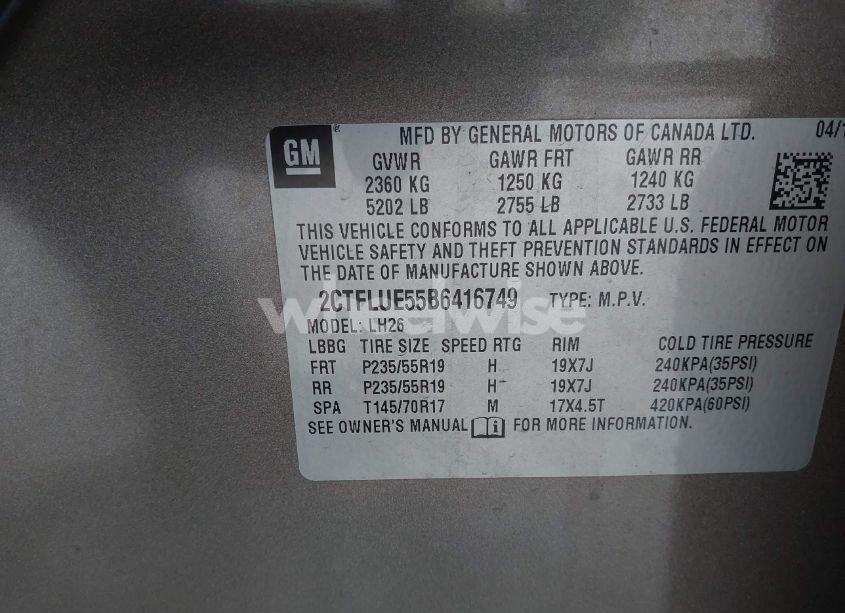 GM ®
MFD BY GENERAL MOTORS OF CANADA LTD. 04/1
GVWR GAWR FRT GAWR RR
2360 KG 1250 KG 1240 KG
5202 LB 2755 LB 2733 LB
THIS VEHICLE CONFORMS TO ALL APPLICABLE U.S. FEDERAL MOTOR
VEHICLE SAFETY AND THEFT PREVENTION STANDARDS IN EFFECT ON
THE DATE OF MANUFACTURE SHOWN ABOVE.
2CTFLUE55B6416749 TYPE: M.P.V.
wheelwise
MODEL: LH26
LBBG TIRE SIZE SPEED RTG RIM COLD TIRE PRESSURE
FRT P235/55R19 H 19X7J 240KPA(35PSI)
RR P235/55R19 H 19X7J 240KPA(35PSI)
SPA T145/70R17 M 17X4.5T 420KPA(60PSI)
SEE OWNER'S MANUAL i FOR MORE INFORMATION.